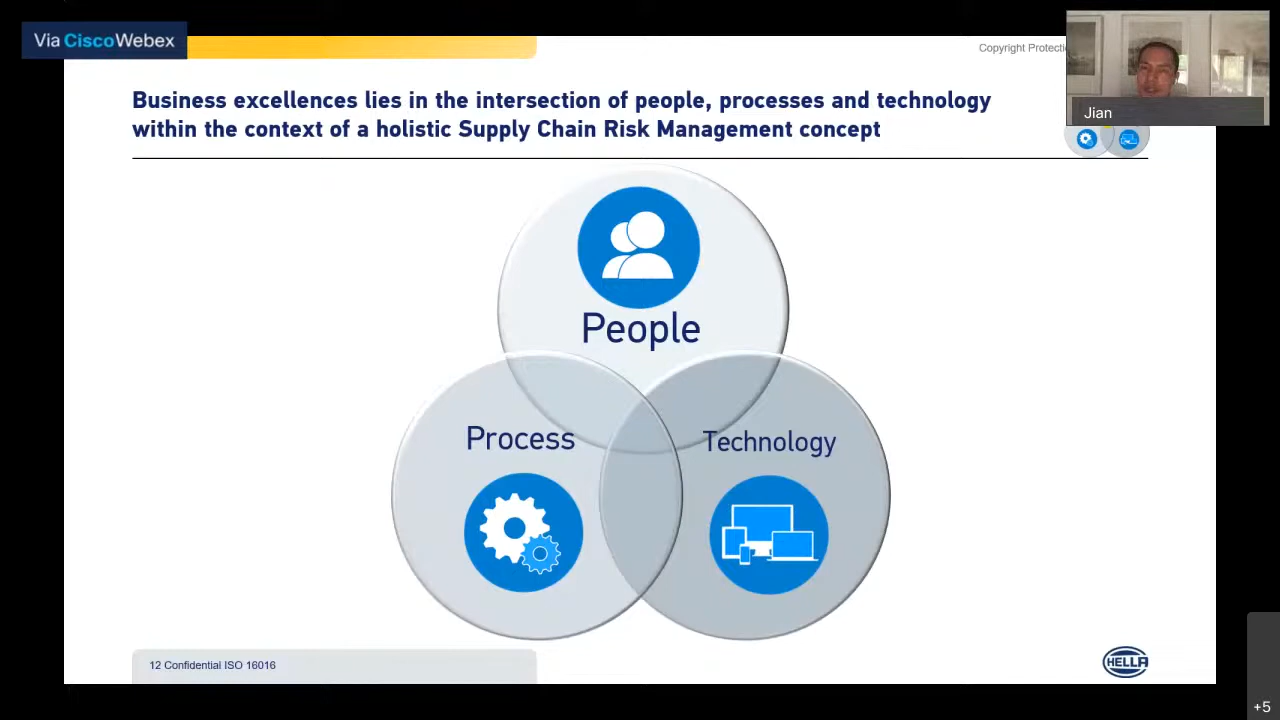 Via CiscoWebex
Copyright Protecti
Jian
Business excellences lies in the intersection of people, processes and technology
within the context of a holistic Supply Chain Risk Management concept
People
Process
Technology
12 Confidential ISO 16016
HELLA
+5